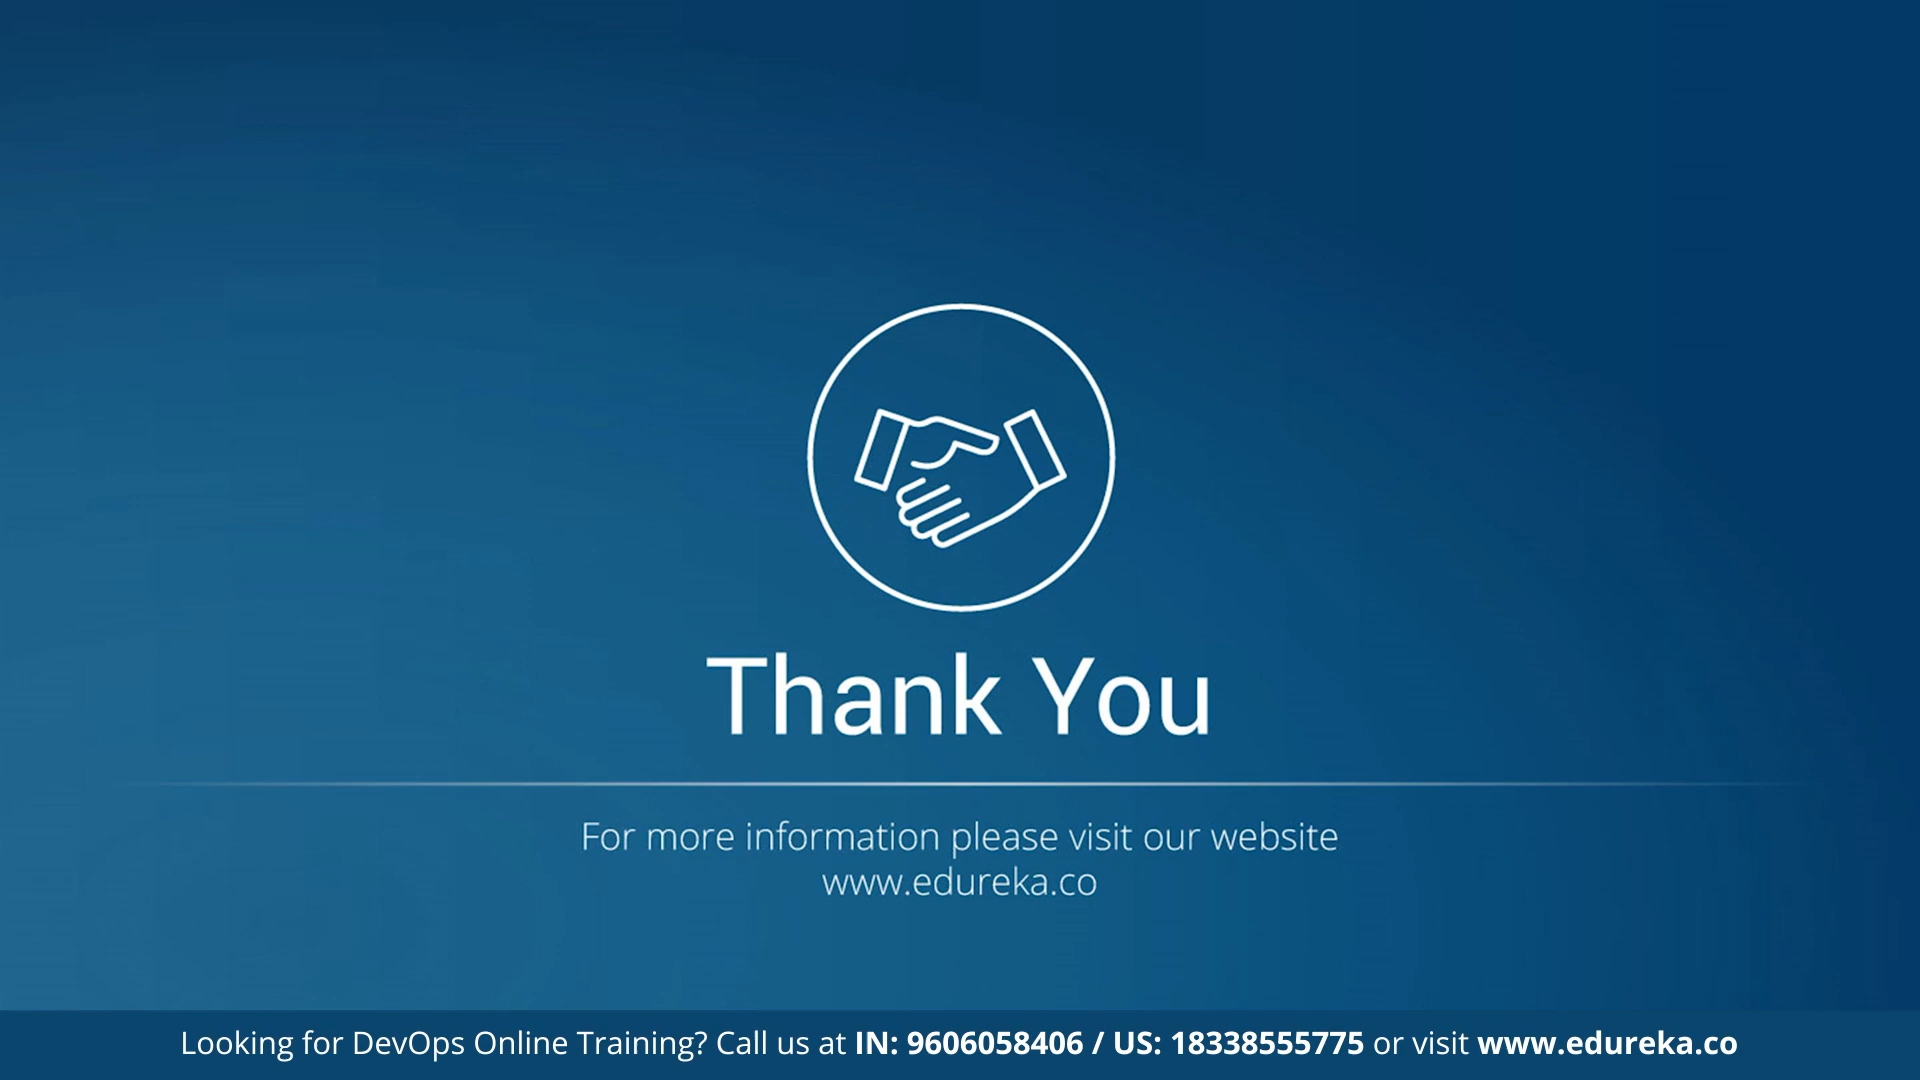 Thank You
For more information please visit our website
www.edureka.co
Looking for DevOps Online Training? Call us at IN: 9606058406 / US: 18338555775 or visit www.edureka.co